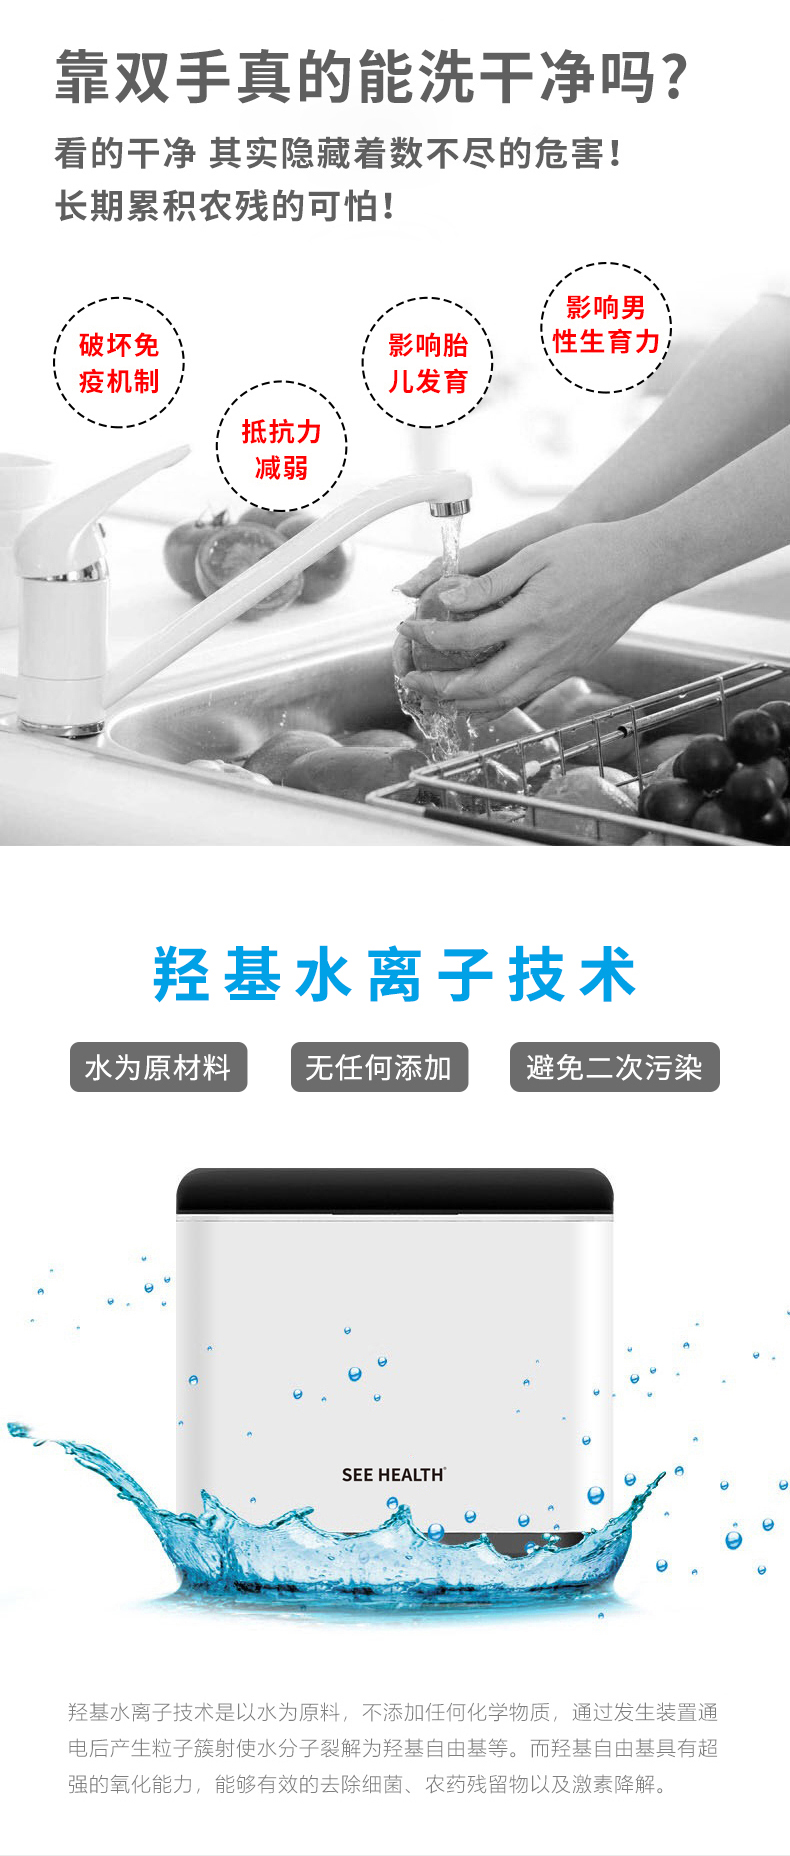 靠双手真的能洗干净吗?
看的干净 其实隐藏着数不尽的危害!
长期累积农残的可怕!
破坏免
疫机制
抵抗力
减弱
影响胎
儿发育
影响男
性生育力
羟基水离子技术
水为原材料
无任何添加
避免二次污染
SEE HEALTH
羟基水离子技术是以水为原料，不添加任何化学物质，通过发生装置通
电后产生粒子簇射使水分子裂解为羟基自由基等。而羟基自由基具有超
强的氧化能力，能够有效的去除细菌、农药残留物以及激素降解。